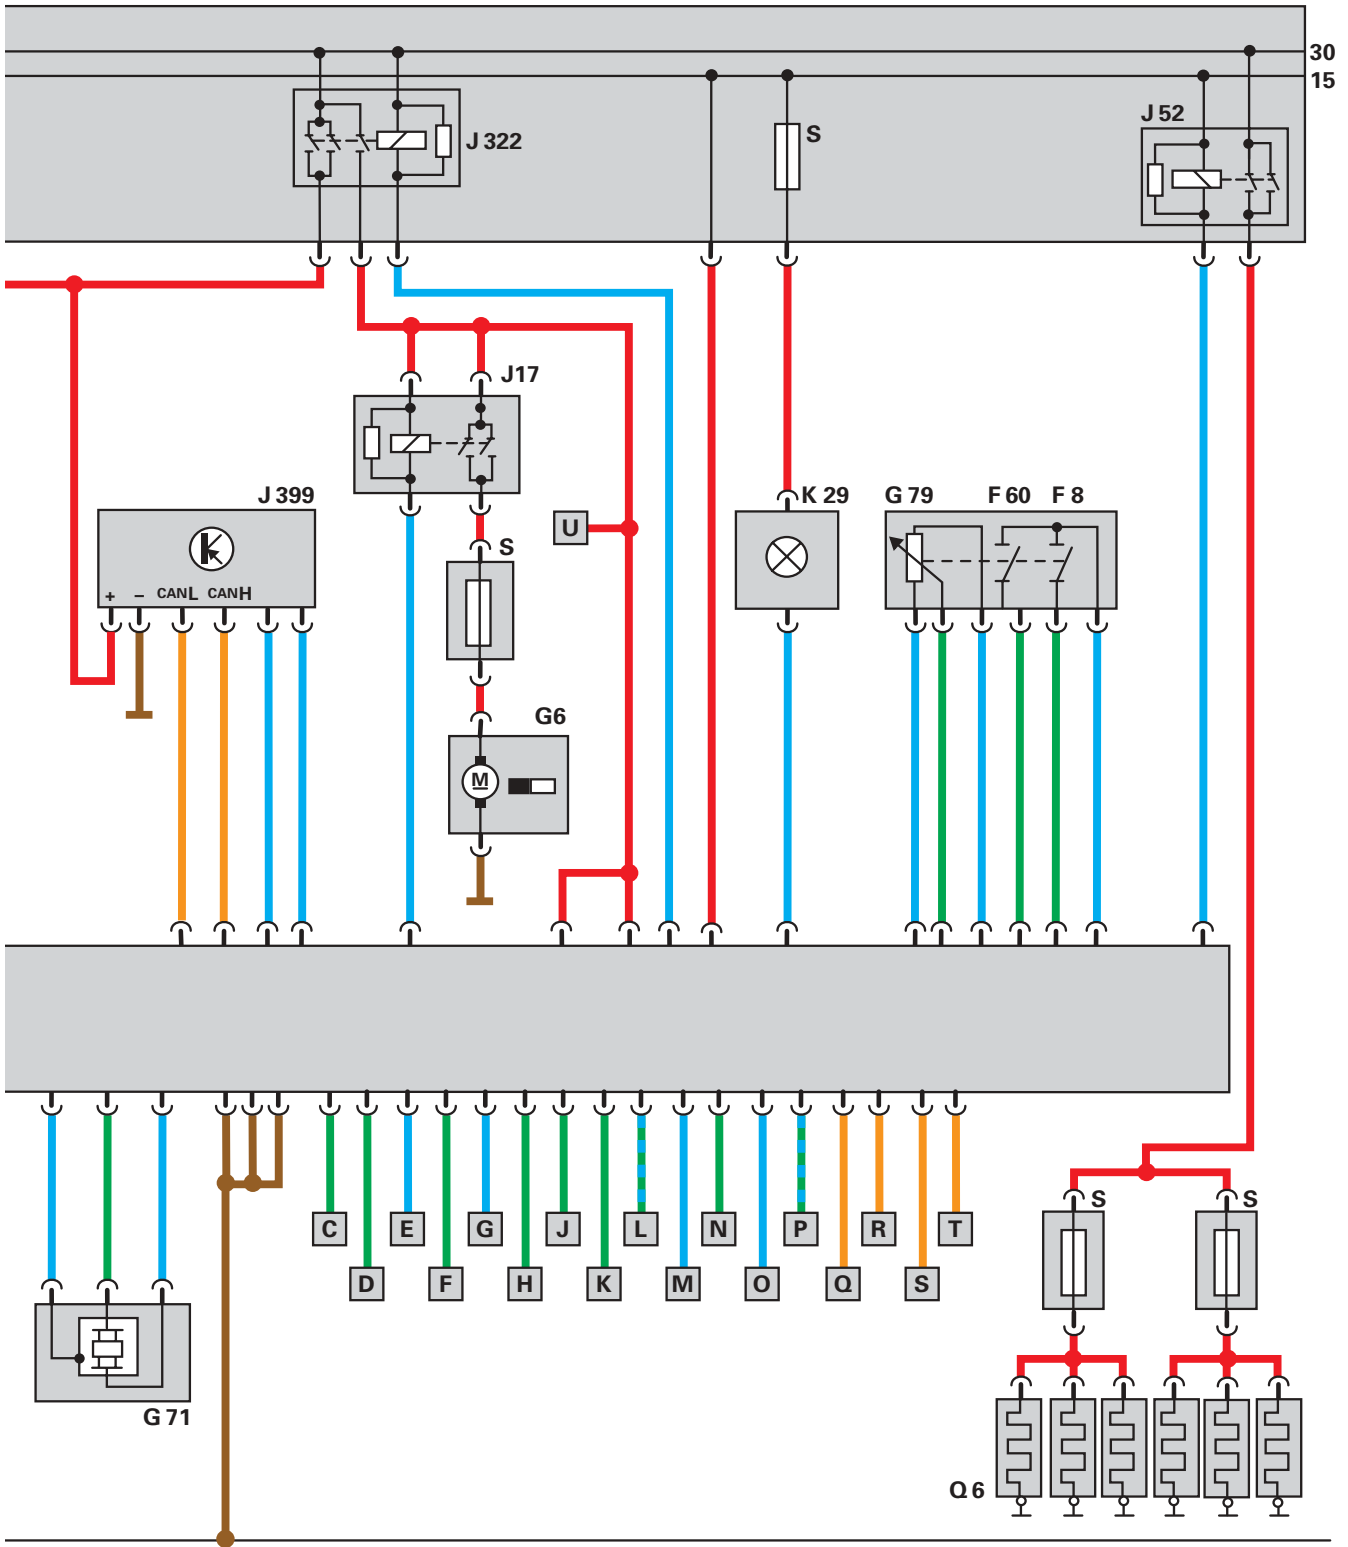 30
15
J 52
J 322
S
J17
J 399
K 29
G 79 F 60 F 8
U
S
+ − CANL CANH
G6
M
C E G J L N P R T
S S
D F H K M O Q S
G 71
Q 6